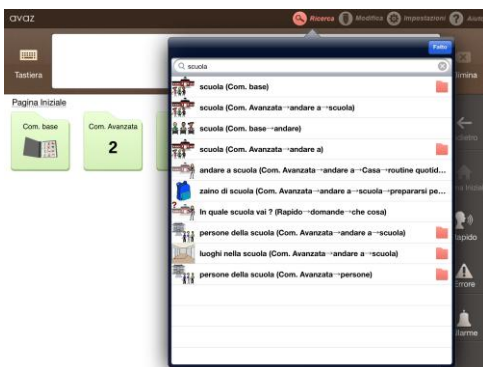 avaz
Ricerca Modifica Impostazioni
Fatto
Tastiera
scuola
Pagina Iniziale
Com. base
Com. Avanzata
2
scuola (Com. base)
scuola (Com. Avanzata→andare a→scuola)
scuola (Com. base→andare)
scuola (Com. Avanzata→andare a)
andare a scuola (Com. Avanzata→andare a→Casa→routine quotid...
zaino di scuola (Com. Avanzata→andare a→scuola→prepararsi pe...
In quale scuola vai ? (Rapido→domande→che cosa)
persone della scuola (Com. Avanzata→andare a→scuola)
luoghi nella scuola (Com. Avanzata→andare a→scuola)
persone della scuola (Com. Avanzata→persone)